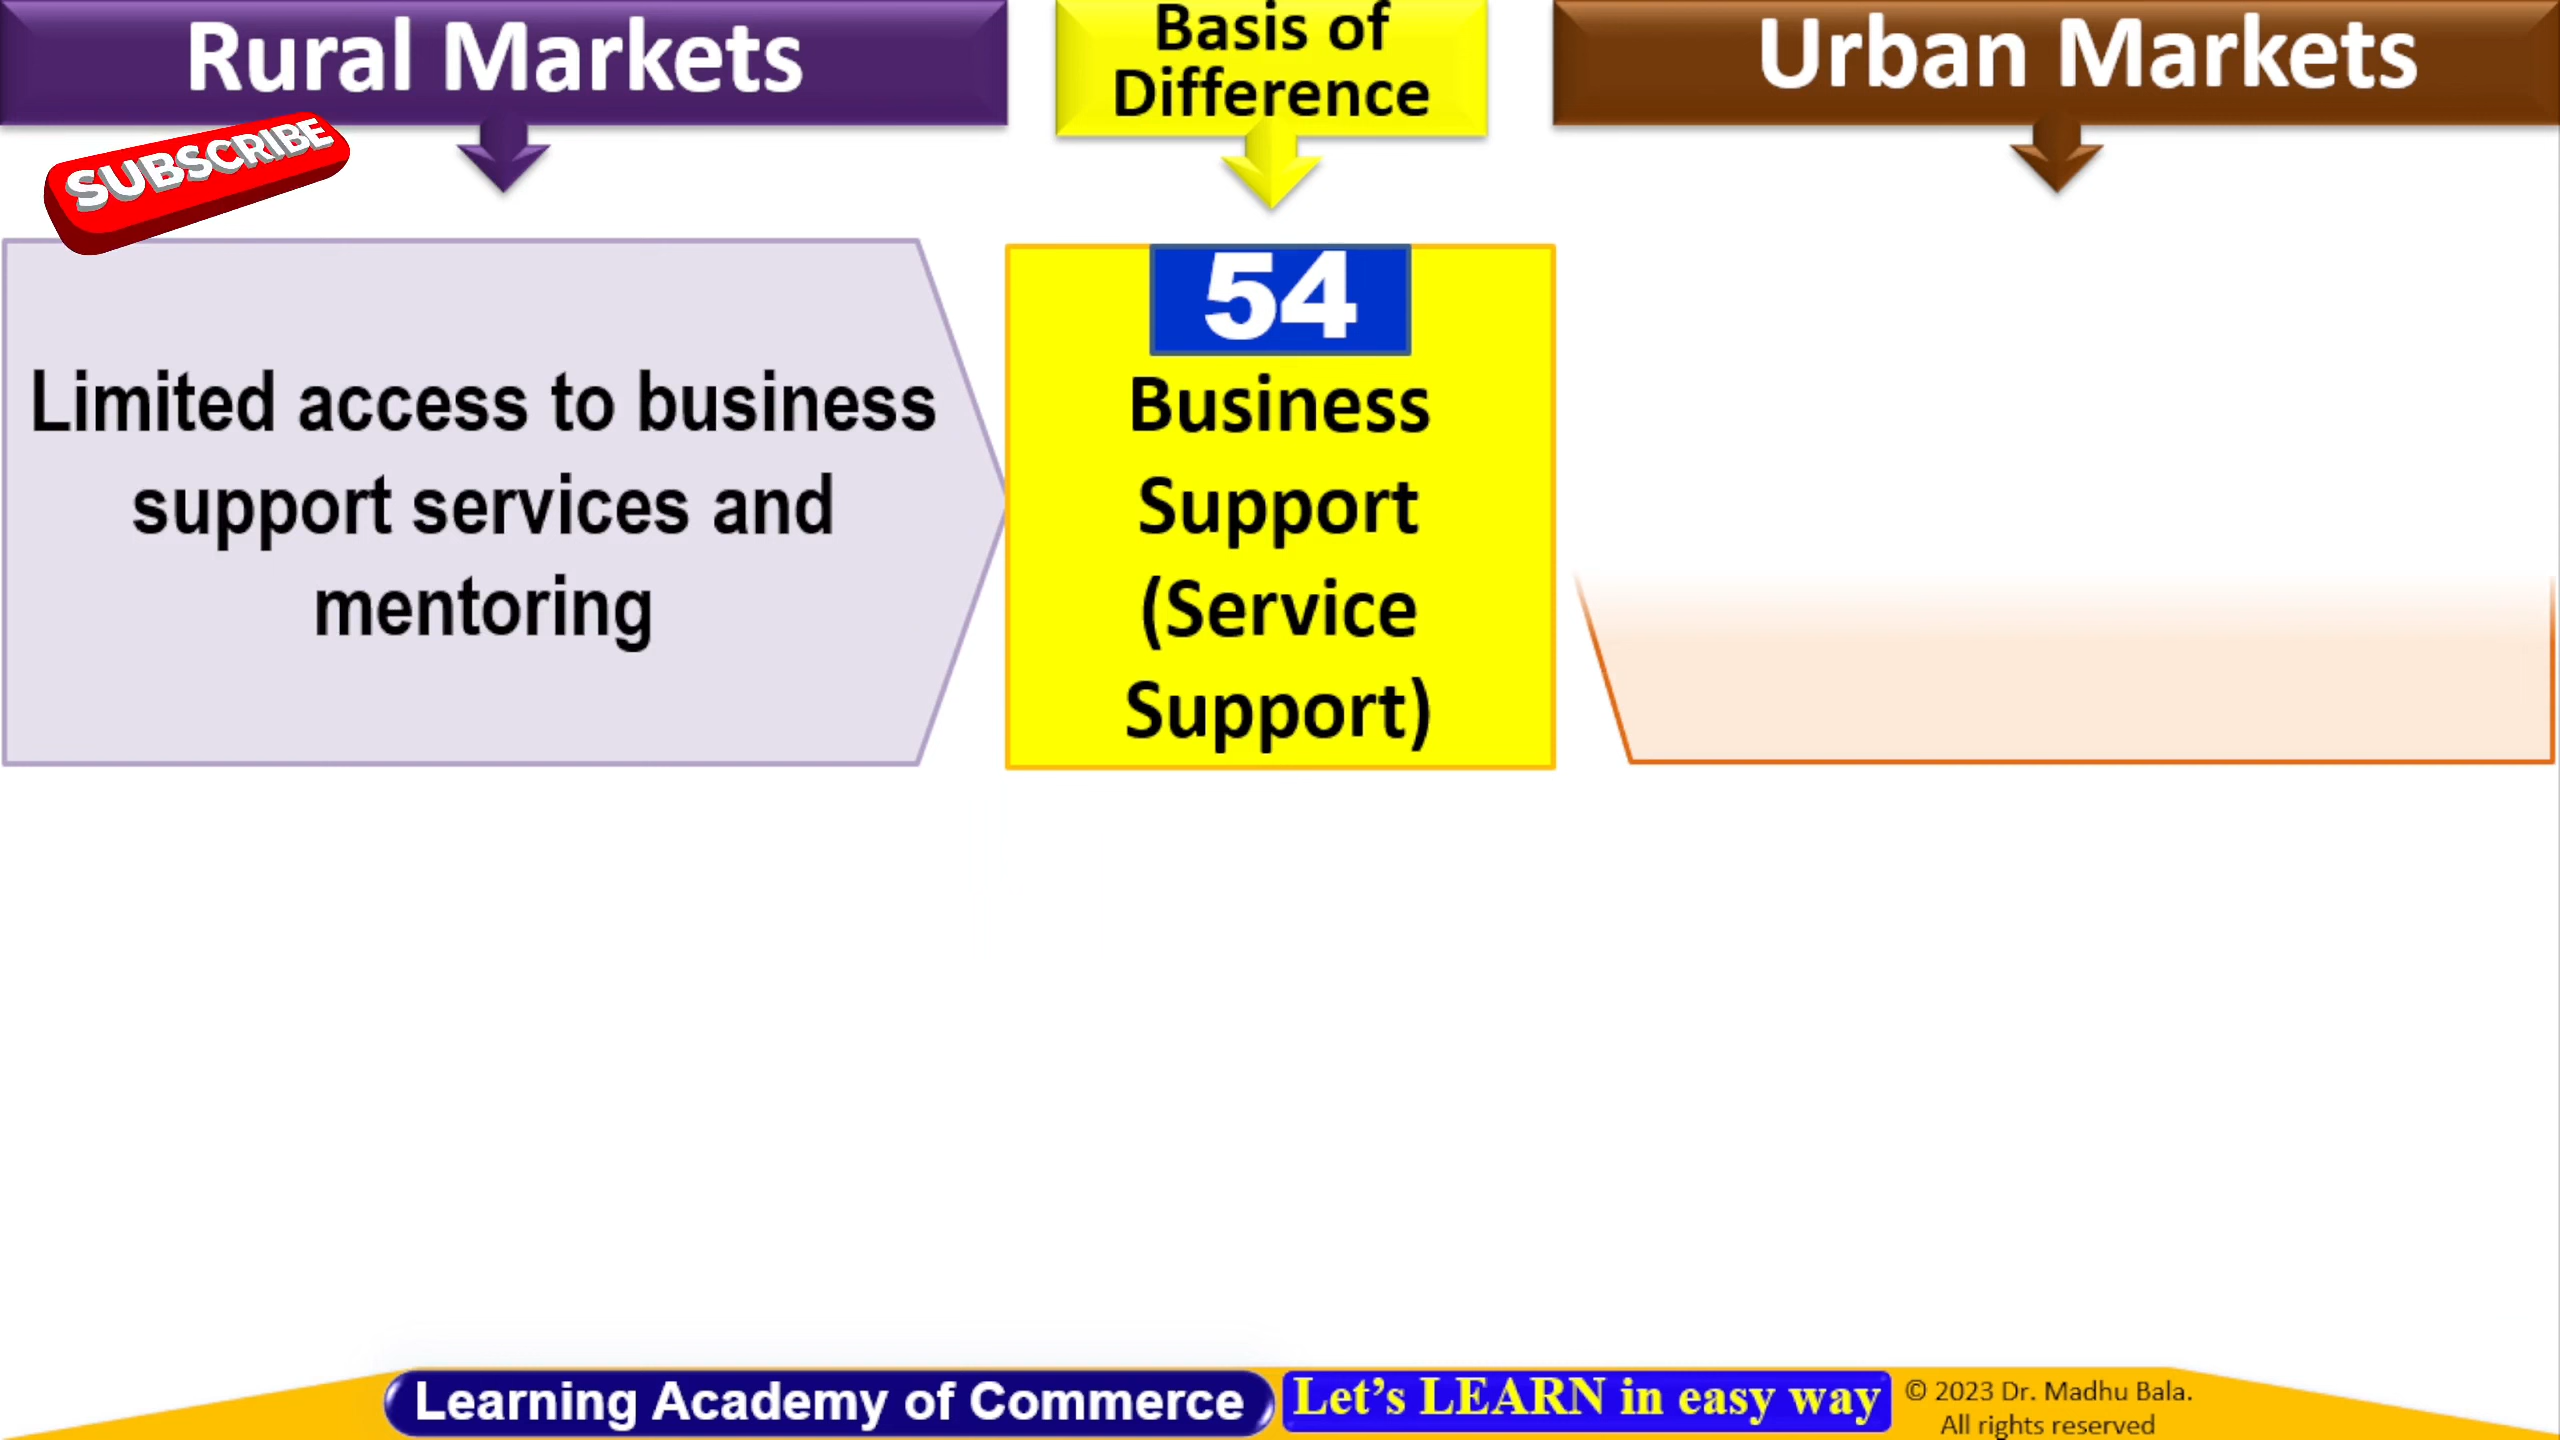 Rural Markets
Basis of
Difference
Urban Markets
SUBSCRIBE
Limited access to business
support services and
mentoring
54
Business
Support
(Service
Support)
Learning Academy of Commerce
Let's LEARN in easy way
© 2023 Dr. Madhu Bala.
All rights reserved